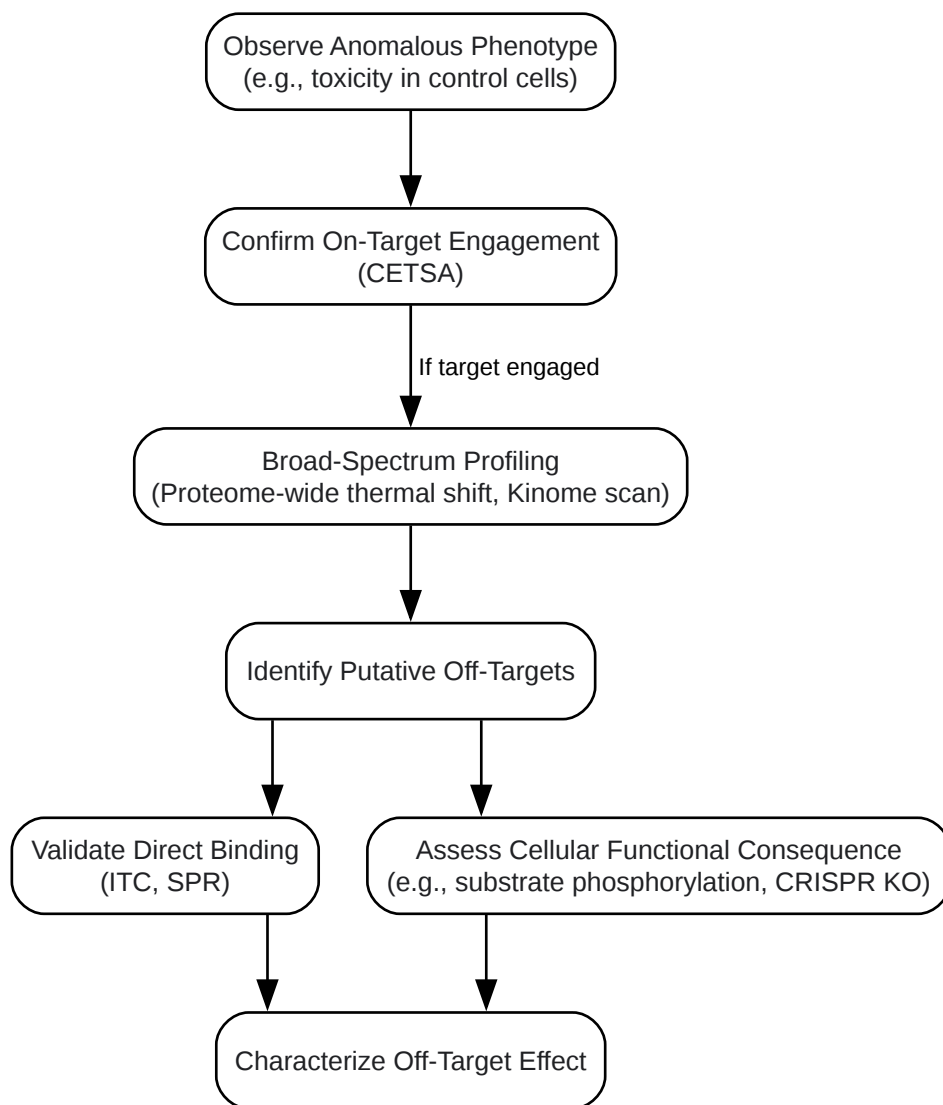 Observe Anomalous Phenotype
(e.g., toxicity in control cells)
Confirm On-Target Engagement
(CETSA)
If target engaged
Broad-Spectrum Profiling
(Proteome-wide thermal shift, Kinome scan)
Identify Putative Off-Targets
Validate Direct Binding
(ITC, SPR)
Assess Cellular Functional Consequence
(e.g., substrate phosphorylation, CRISPR KO)
Characterize Off-Target Effect